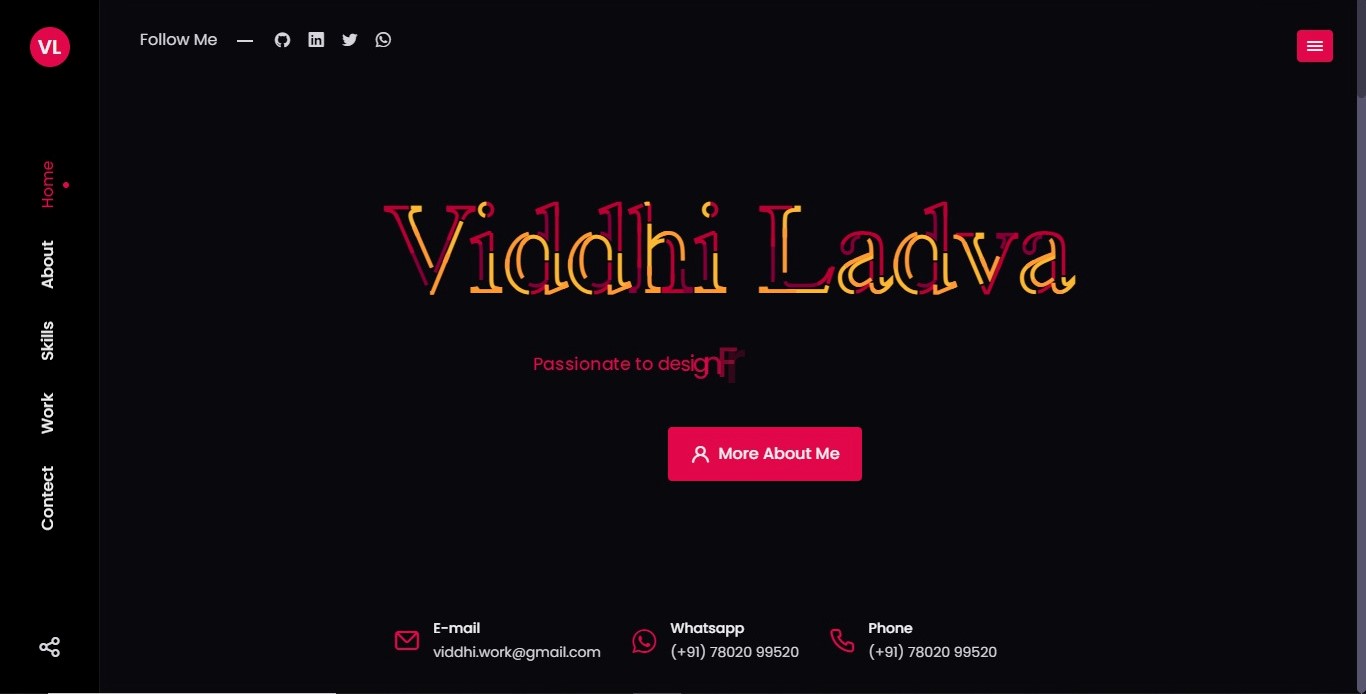 VL
Follow Me
Home
About
Skills
Work
Contect
Viddhi Ladva
Passionate to design
More About Me
E-mail
viddhi.work@gmail.com
Whatsapp
(+91) 78020 99520
Phone
(+91) 78020 99520